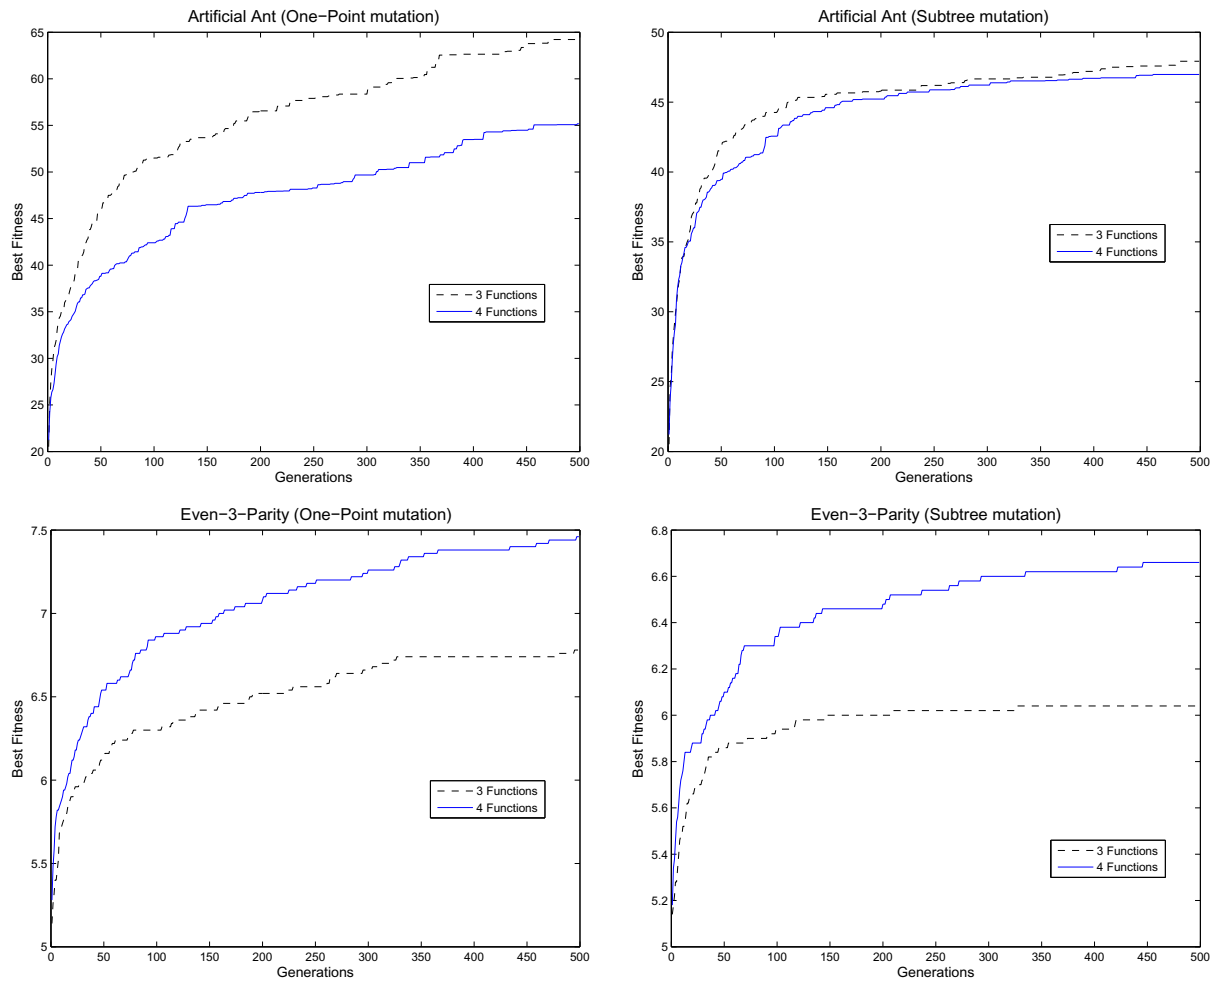 Artificial Ant (One−Point mutation)
65
60
55
50
45
40
35
30
25
20
Best Fitness
3 Functions
4 Functions
0 50 100 150 200 250 300 350 400 450 500
Generations
Artificial Ant (Subtree mutation)
50
45
40
35
30
25
20
Best Fitness
3 Functions
4 Functions
0 50 100 150 200 250 300 350 400 450 500
Generations
Even−3−Parity (One−Point mutation)
7.5
7
6.5
6
5.5
5
Best Fitness
3 Functions
4 Functions
0 50 100 150 200 250 300 350 400 450 500
Generations
Even−3−Parity (Subtree mutation)
6.8
6.6
6.4
6.2
6
5.8
5.6
5.4
5.2
5
Best Fitness
3 Functions
4 Functions
0 50 100 150 200 250 300 350 400 450 500
Generations